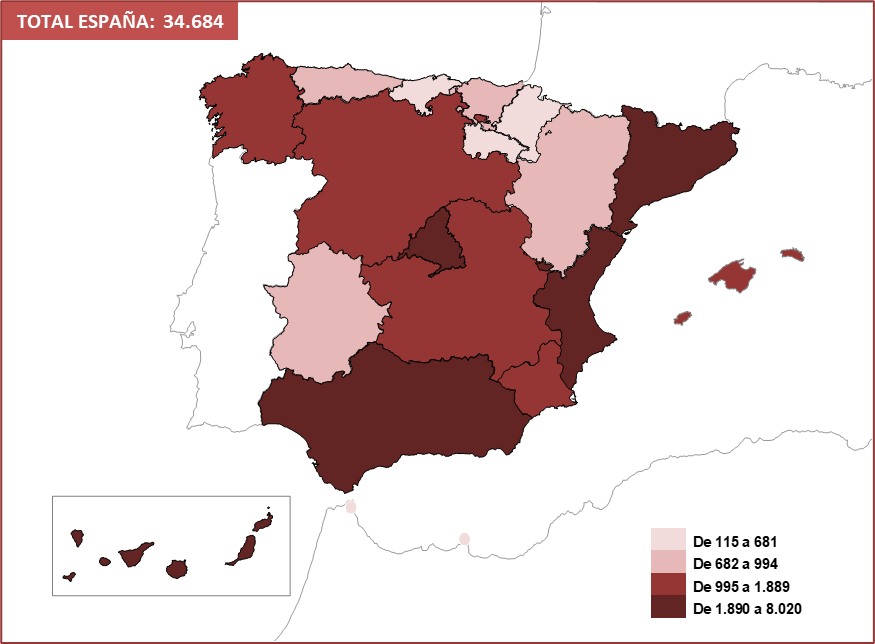 TOTAL ESPAÑA: 34.684
De 115 a 681
De 682 a 994
De 995 a 1.889
De 1.890 a 8.020